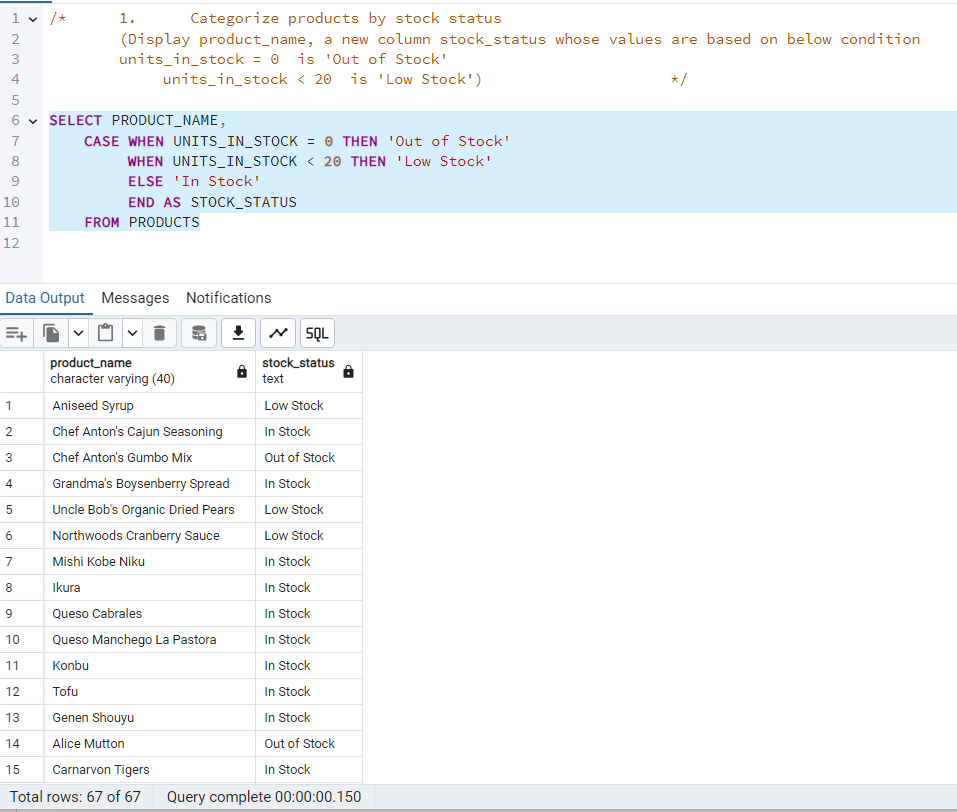 1 /* 1. Categorize products by stock status
2 (Display product_name, a new column stock_status whose values are based on below condition
3 units_in_stock = 0 is 'Out of Stock'
4 units_in_stock < 20 is 'Low Stock') */
5
6 SELECT PRODUCT_NAME,
7 CASE WHEN UNITS_IN_STOCK = 0 THEN 'Out of Stock'
8 WHEN UNITS_IN_STOCK < 20 THEN 'Low Stock'
9 ELSE 'In Stock'
10 END AS STOCK_STATUS
11 FROM PRODUCTS
12
Data Output Messages Notifications
SQL
product_name stock_status
character varying (40) text
1 Aniseed Syrup Low Stock
2 Chef Anton's Cajun Seasoning In Stock
3 Chef Anton's Gumbo Mix Out of Stock
4 Grandma's Boysenberry Spread In Stock
5 Uncle Bob's Organic Dried Pears Low Stock
6 Northwoods Cranberry Sauce Low Stock
7 Mishi Kobe Niku In Stock
8 Ikura In Stock
9 Queso Cabrales In Stock
10 Queso Manchego La Pastora In Stock
11 Konbu In Stock
12 Tofu In Stock
13 Genen Shouyu In Stock
14 Alice Mutton Out of Stock
15 Carnarvon Tigers In Stock
Total rows: 67 of 67 Query complete 00:00:00.150